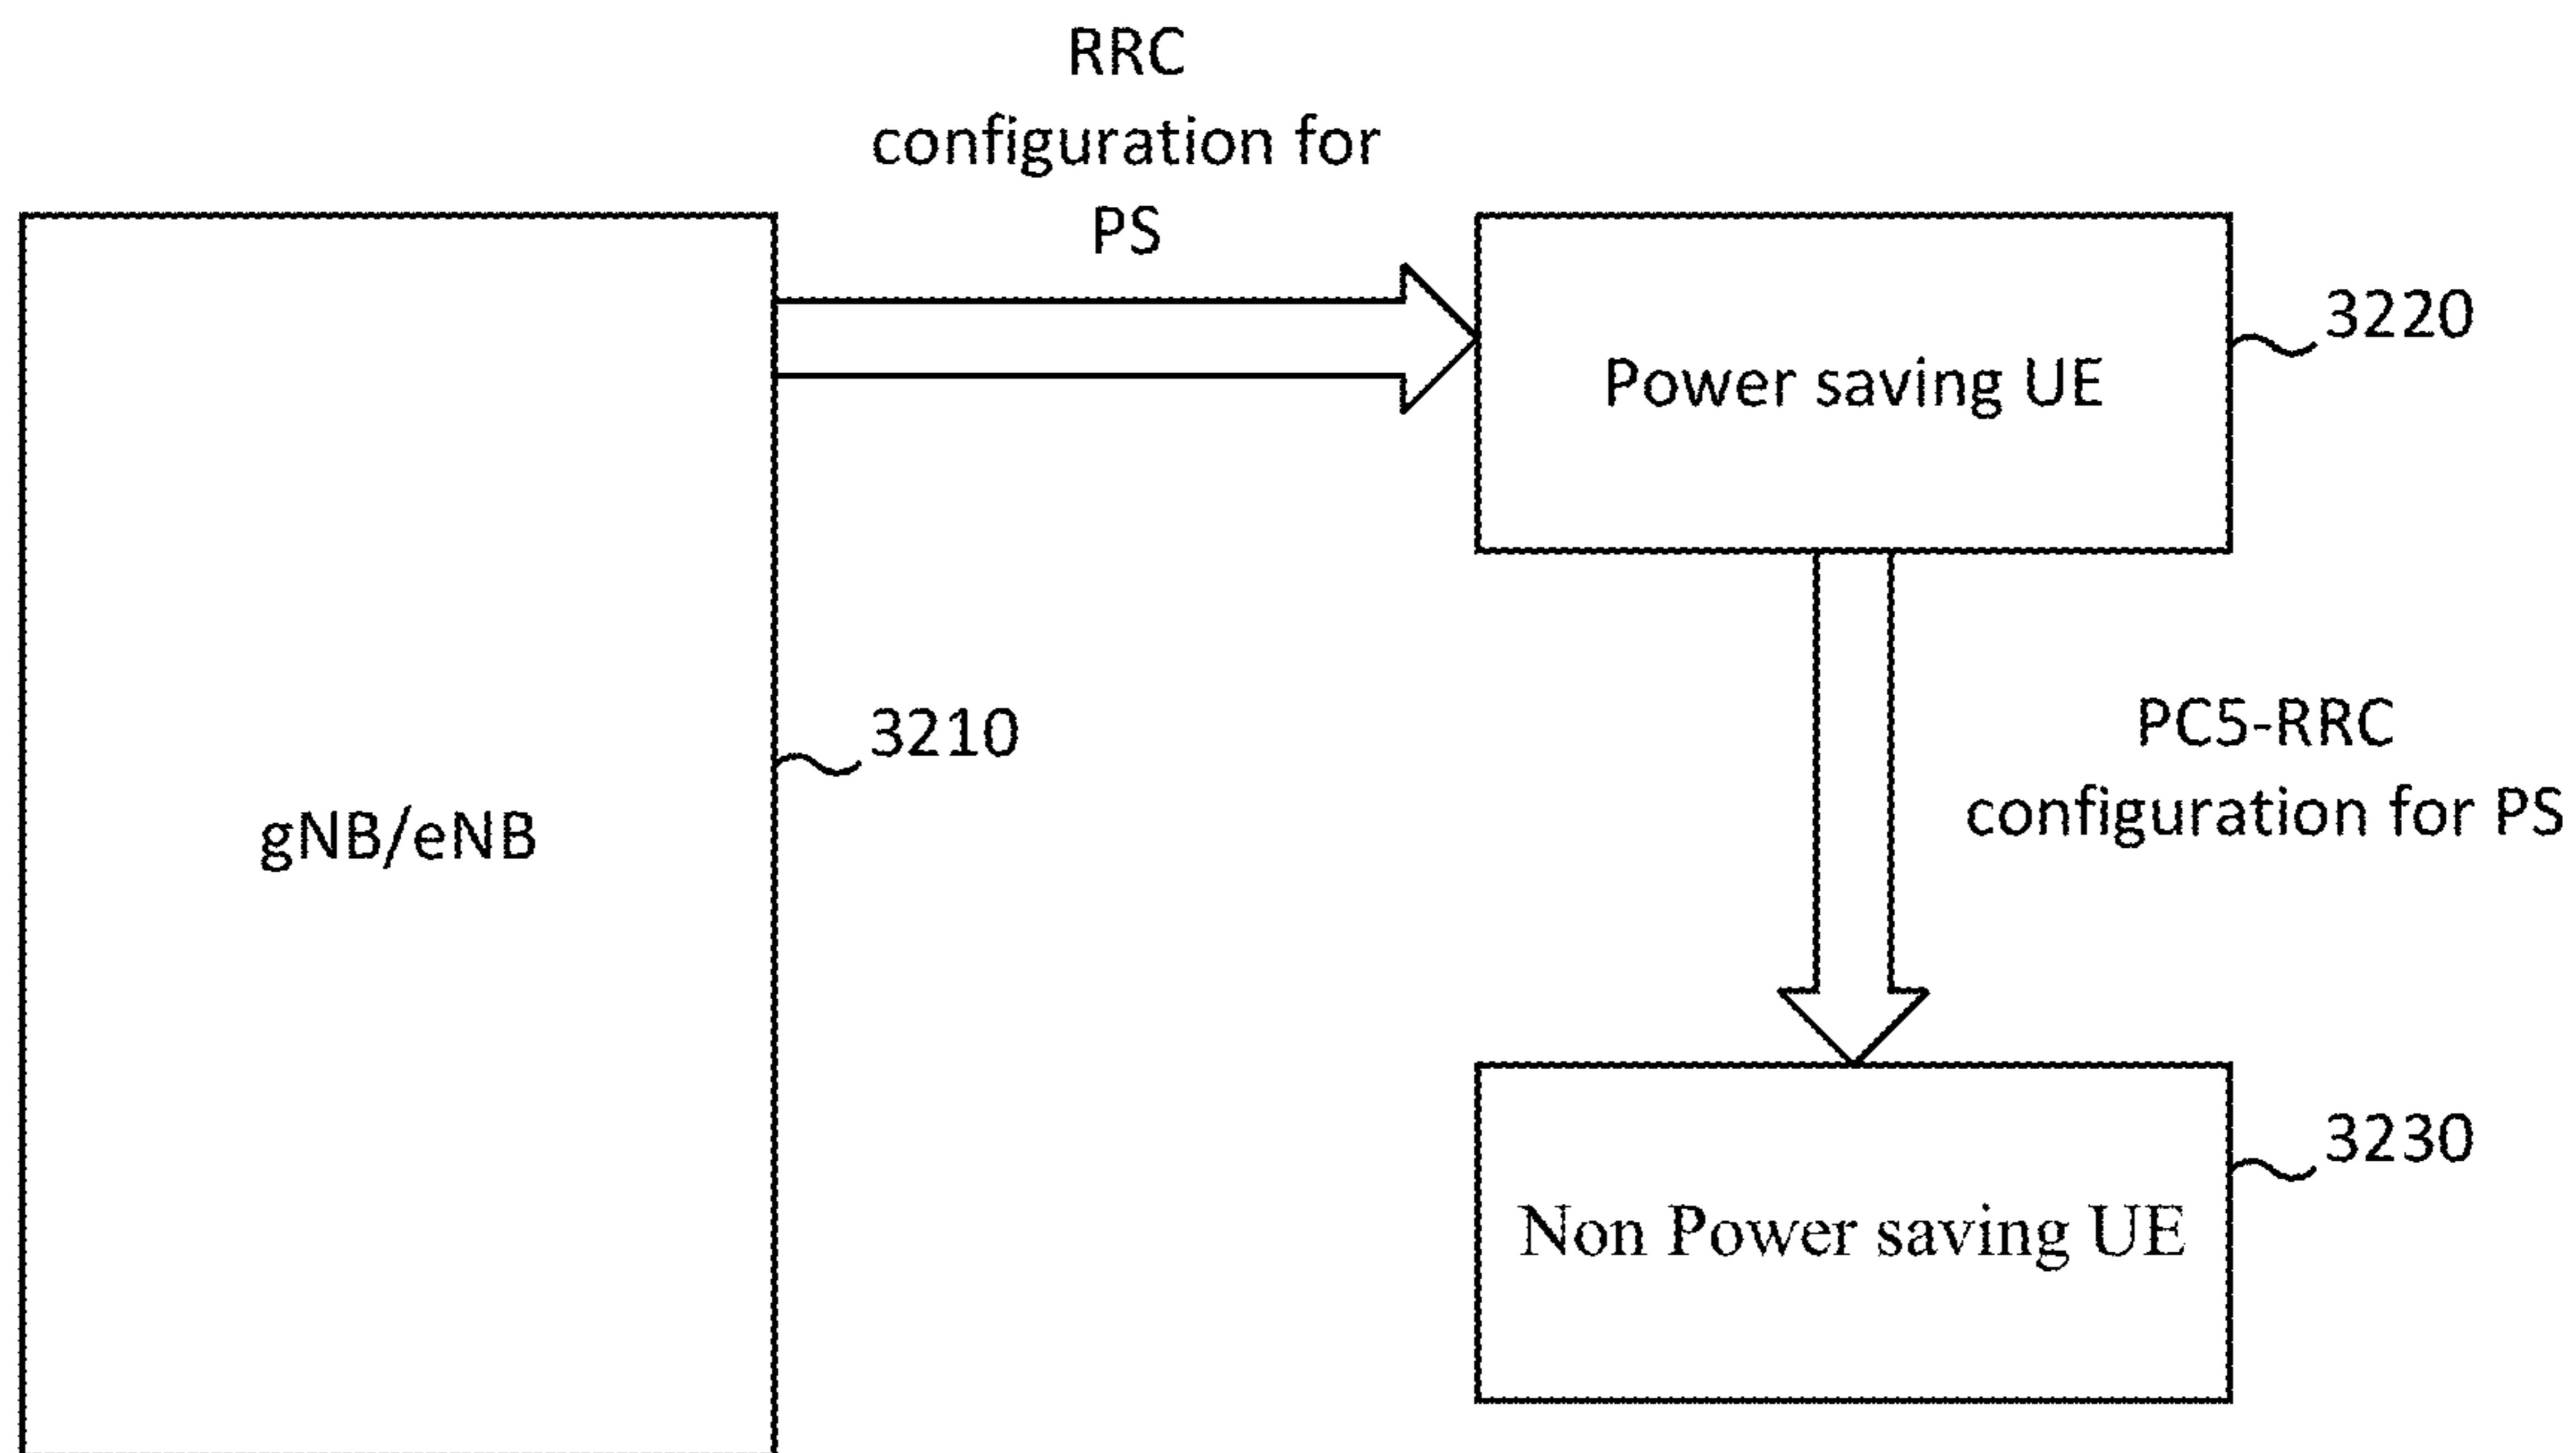 RRC
configuration for
PS
3220
Power saving UE
3210
gNB/eNB
PC5-RRC
configuration for PS
3230
Non Power saving UE